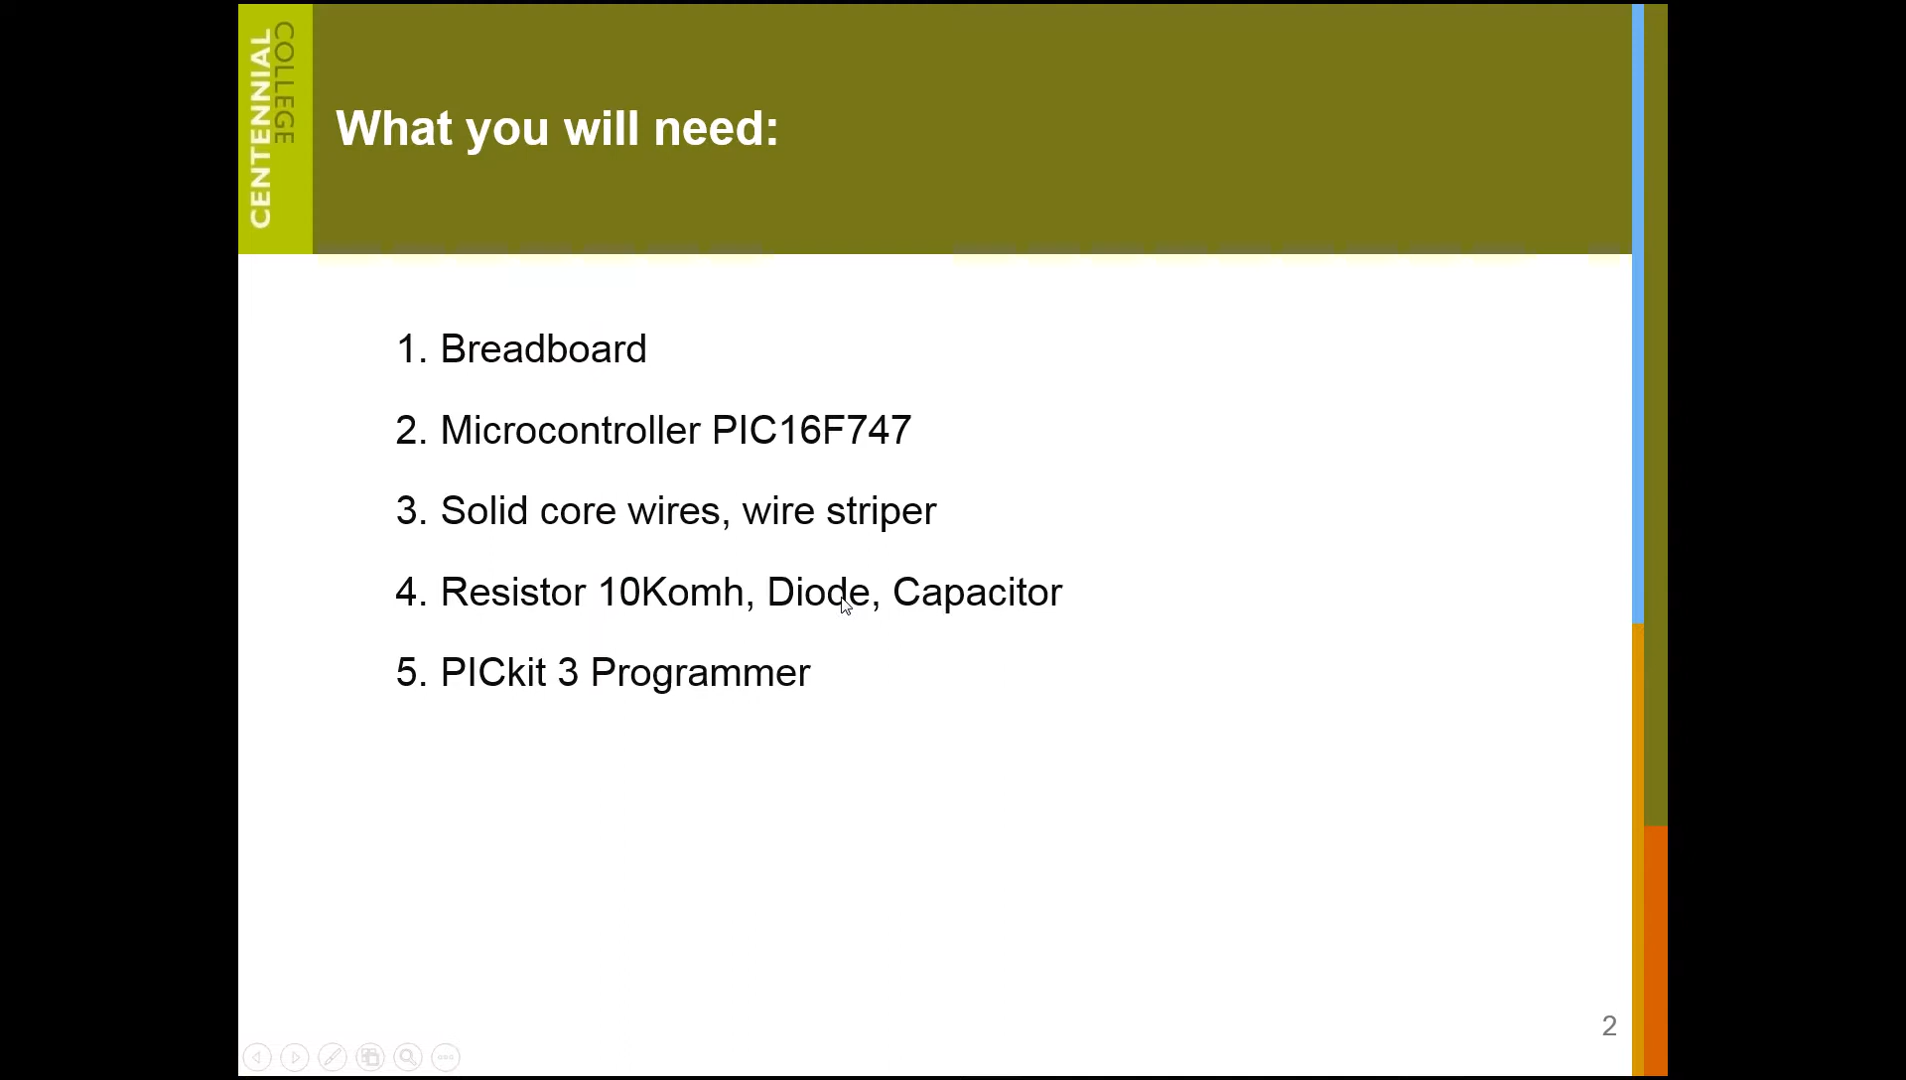 CENTENNIAL
COLLEGE
What you will need:
1. Breadboard
2. Microcontroller PIC16F747
3. Solid core wires, wire striper
4. Resistor 10Komh, Diode, Capacitor
5. PICkit 3 Programmer
2